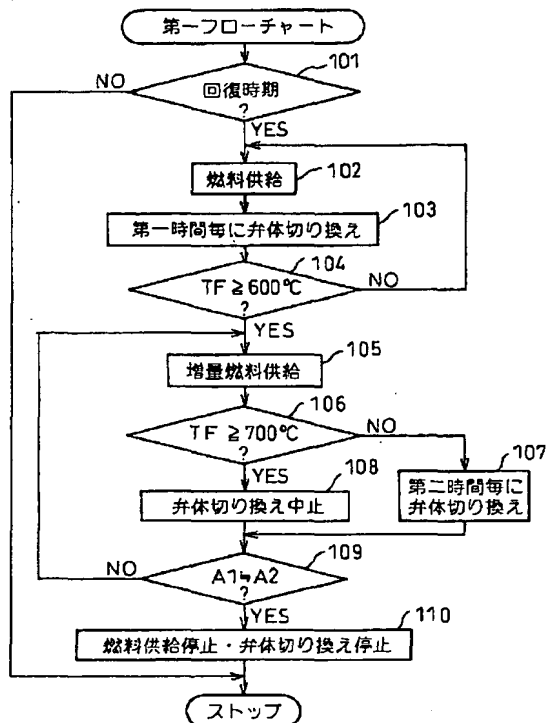 第一フローチャート
101
NO
回復時期
?
YES
燃料供給
102
103
第一時間毎に弁体切り換え
104
TF≧600℃
?
NO
YES
105
増量燃料供給
106
TF≧700℃
?
NO
YES
107
第二時間毎に
弁体切り換え
108
弁体切り換え中止
109
NO
A1≒A2
?
YES
110
燃料供給停止・弁体切り換え停止
ストップ